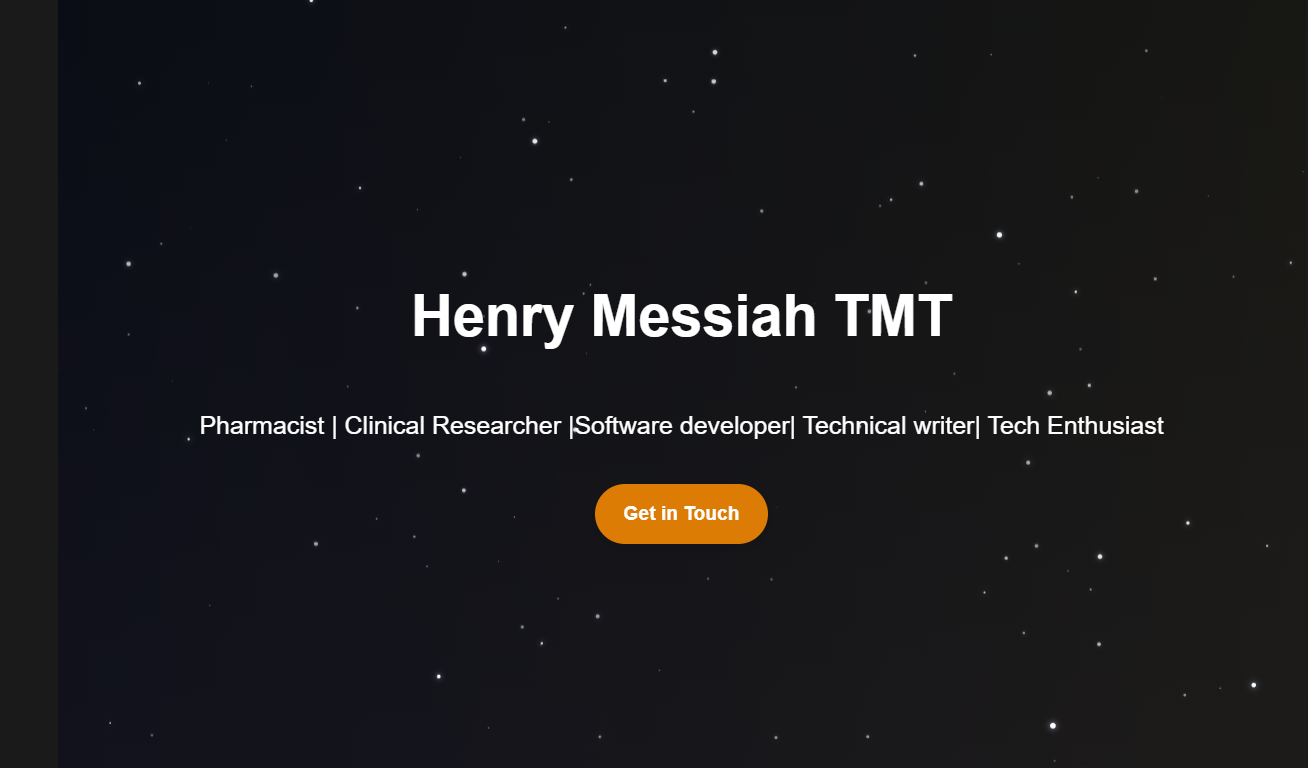 Henry Messiah TMT
Pharmacist | Clinical Researcher |Software developer| Technical writer| Tech Enthusiast
Get in Touch